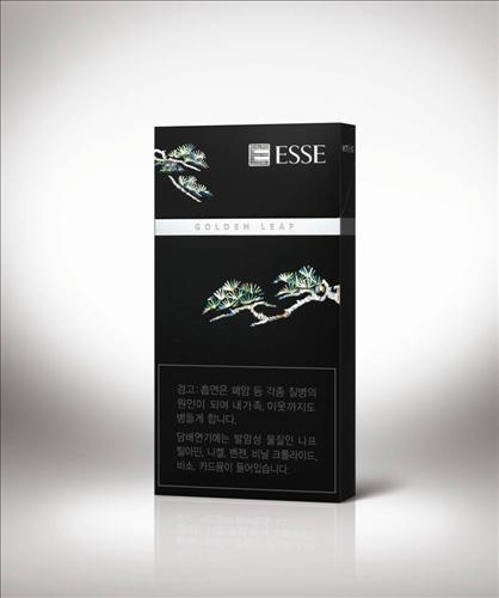 ESSE
GOLDEN LEAF
경고: 흡연은 폐암 등 각종 질병의
원인이 되며 내가족, 이웃까지도
병들게 합니다.
담배연기에는 발암성 물질인 나프
틸아민, 니켈, 벤젠, 비닐 크롤라이드,
비소, 카드뮴이 들어있습니다.